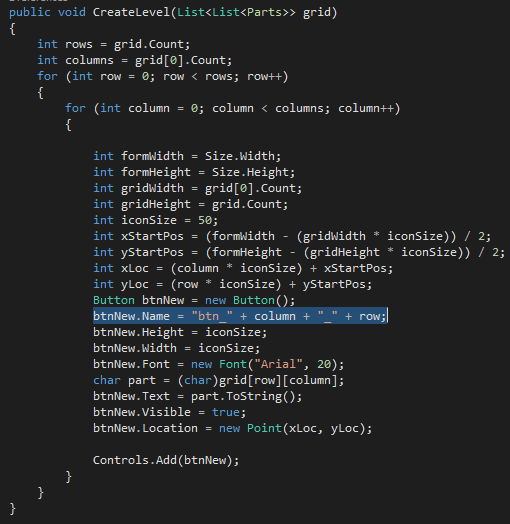 public void CreateLevel(List<List<Parts>> grid)
{
int rows = grid.Count;
int columns = grid[0].Count;
for (int row = 0; row < rows; row++)
{
for (int column = 0; column < columns; column++)
{
int formWidth = Size.Width;
int formHeight = Size.Height;
int gridWidth = grid[0].Count;
int gridHeight = grid.Count;
int iconSize = 50;
int xStartPos = (formWidth - (gridWidth * iconSize)) / 2;
int yStartPos = (formHeight - (gridHeight * iconSize)) / 2;
int xLoc = (column * iconSize) + xStartPos;
int yLoc = (row * iconSize) + yStartPos;
Button btnNew = new Button();
btnNew.Name = "btn_" + column + "_" + row;
btnNew.Height = iconSize;
btnNew.Width = iconSize;
btnNew.Font = new Font("Arial", 20);
char part = (char)grid[row][column];
btnNew.Text = part.ToString();
btnNew.Visible = true;
btnNew.Location = new Point(xLoc, yLoc);
Controls.Add(btnNew);
}
}
}